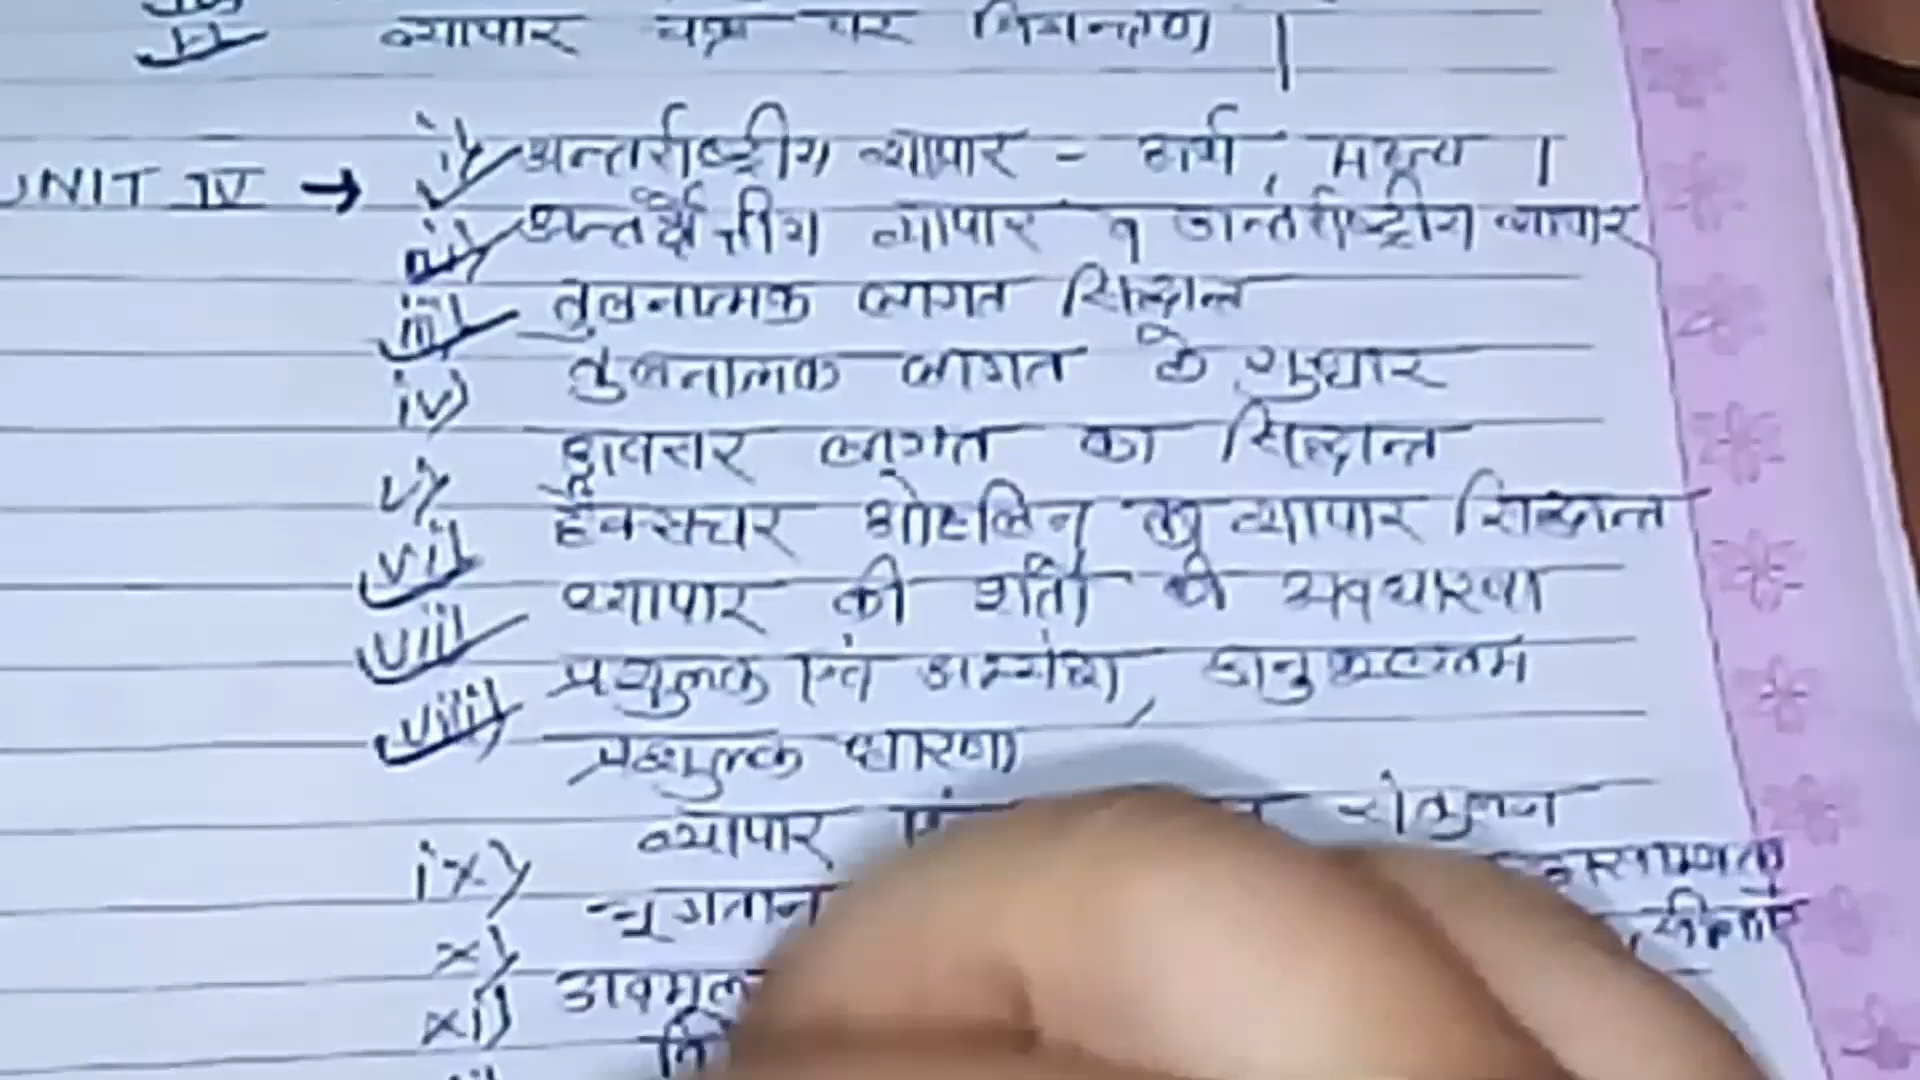 व्यापार चक्र पर नियन्त्रण |
UNIT IV → i) अन्तर्राष्ट्रीय व्यापार - अर्थ, महत्व |
ii) अन्तर्क्षेत्रीय व्यापार व अन्तर्राष्ट्रीय व्यापार
iii) तुलनात्मक लागत सिद्धान्त
iv) तुलनात्मक लागत के सुधार
v) अवसर लागत का सिद्धान्त
vi) हैक्सचर ओहलिन का व्यापार सिद्धान्त
vii) व्यापार की शर्तों की अवधारणा
viii) प्रशुल्क एवं अभ्यंश, अनुकूलतम
प्रशुल्क धारणा
ix) व्यापार संतुलन
x) भुगतान
xi) अवमूल